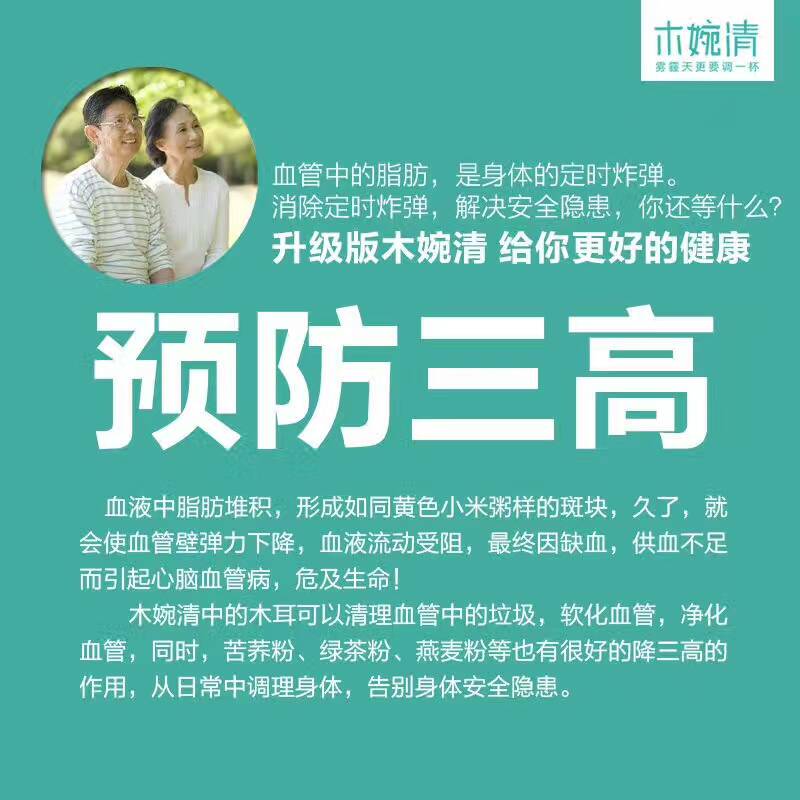 木婉清
雾霾天更要调一杯
血管中的脂肪，是身体的定时炸弹。
消除定时炸弹，解决安全隐患，你还等什么？
升级版木婉清 给你更好的健康
预防三高
血液中脂肪堆积，形成如同黄色小米粥样的斑块，久了，就
会使血管壁弹力下降，血液流动受阻，最终因缺血，供血不足
而引起心脑血管病，危及生命！
木婉清中的木耳可以清理血管中的垃圾，软化血管，净化
血管，同时，苦荞粉、绿茶粉、燕麦粉等也有很好的降三高的
作用，从日常中调理身体，告别身体安全隐患。